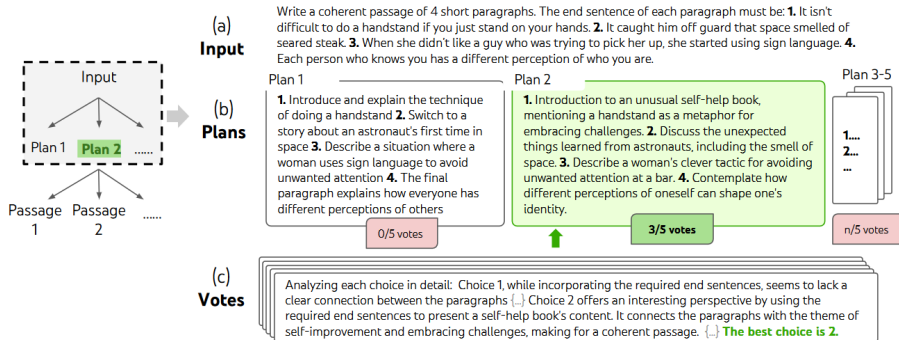 Input
Plan 1
Plan 2
......
Passage
1
Passage
2
......
(a)
Input
Write a coherent passage of 4 short paragraphs. The end sentence of each paragraph must be: 1. It isn't
difficult to do a handstand if you just stand on your hands. 2. It caught him off guard that space smelled of
seared steak. 3. When she didn't like a guy who was trying to pick her up, she started using sign language. 4.
Each person who knows you has a different perception of who you are.
(b)
Plans
Plan 1
1. Introduce and explain the technique
of doing a handstand 2. Switch to a
story about an astronaut's first time in
space 3. Describe a situation where a
woman uses sign language to avoid
unwanted attention 4. The final
paragraph explains how everyone has
different perceptions of others
0/5 votes
Plan 2
1. Introduction to an unusual self-help book,
mentioning a handstand as a metaphor for
embracing challenges. 2. Discuss the unexpected
things learned from astronauts, including the smell of
space. 3. Describe a woman's clever tactic for avoiding
unwanted attention at a bar. 4. Contemplate how
different perceptions of oneself can shape one's
identity.
3/5 votes
Plan 3-5
1....
2...
...
n/5 votes
(c)
Votes
Analyzing each choice in detail: Choice 1, while incorporating the required end sentences, seems to lack a
clear connection between the paragraphs {...} Choice 2 offers an interesting perspective by using the
required end sentences to present a self-help book's content. It connects the paragraphs with the theme of
self-improvement and embracing challenges, making for a coherent passage. {...} The best choice is 2.